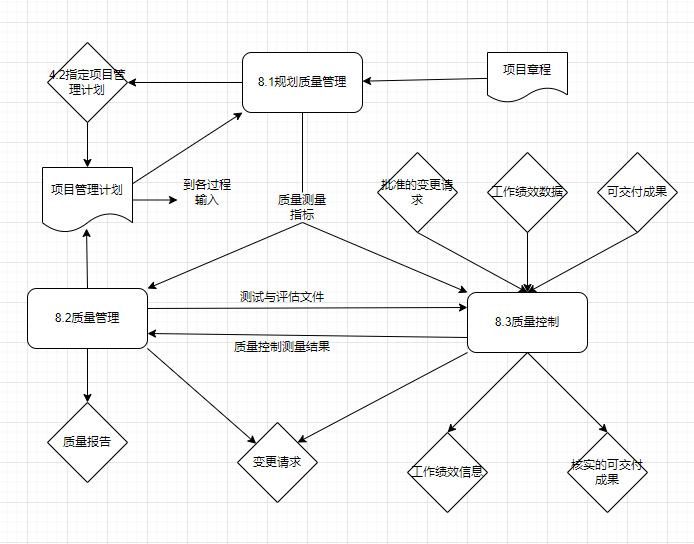 4.2指定项目管
理计划
8.1规划质量管理
项目章程
项目管理计划
到各过程
输入
质量测量
指标
批准的变更请
求
工作绩效数据
可交付成果
测试与评估文件
8.2质量管理
8.3质量控制
质量控制测量结果
质量报告
变更请求
工作绩效信息
核实的可交付
成果